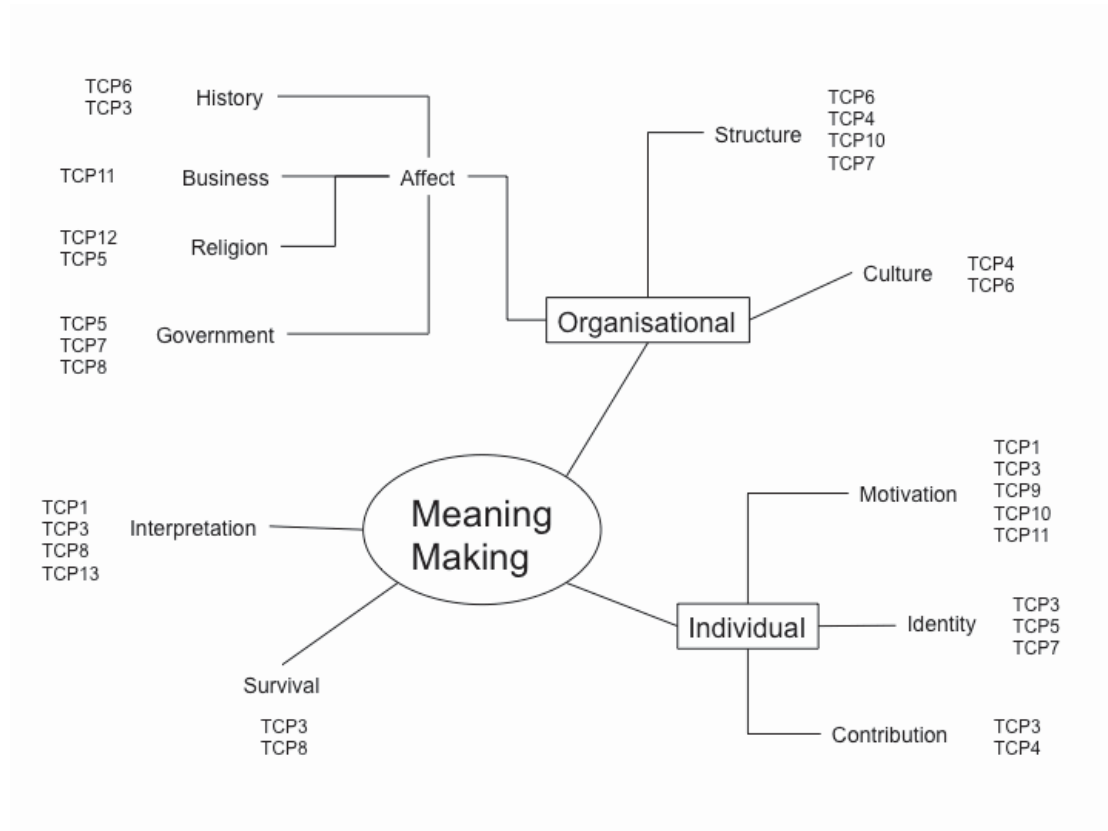 TCP6
TCP3
History
TCP11
Business
Affect
TCP12
TCP5
Religion
TCP5
TCP7
TCP8
Government
Structure
TCP6
TCP4
TCP10
TCP7
Culture
TCP4
TCP6
Organisational
Meaning
Making
TCP1
TCP3
TCP8
TCP13
Interpretation
Survival
TCP3
TCP8
Individual
Motivation
TCP1
TCP3
TCP9
TCP10
TCP11
Identity
TCP3
TCP5
TCP7
Contribution
TCP3
TCP4